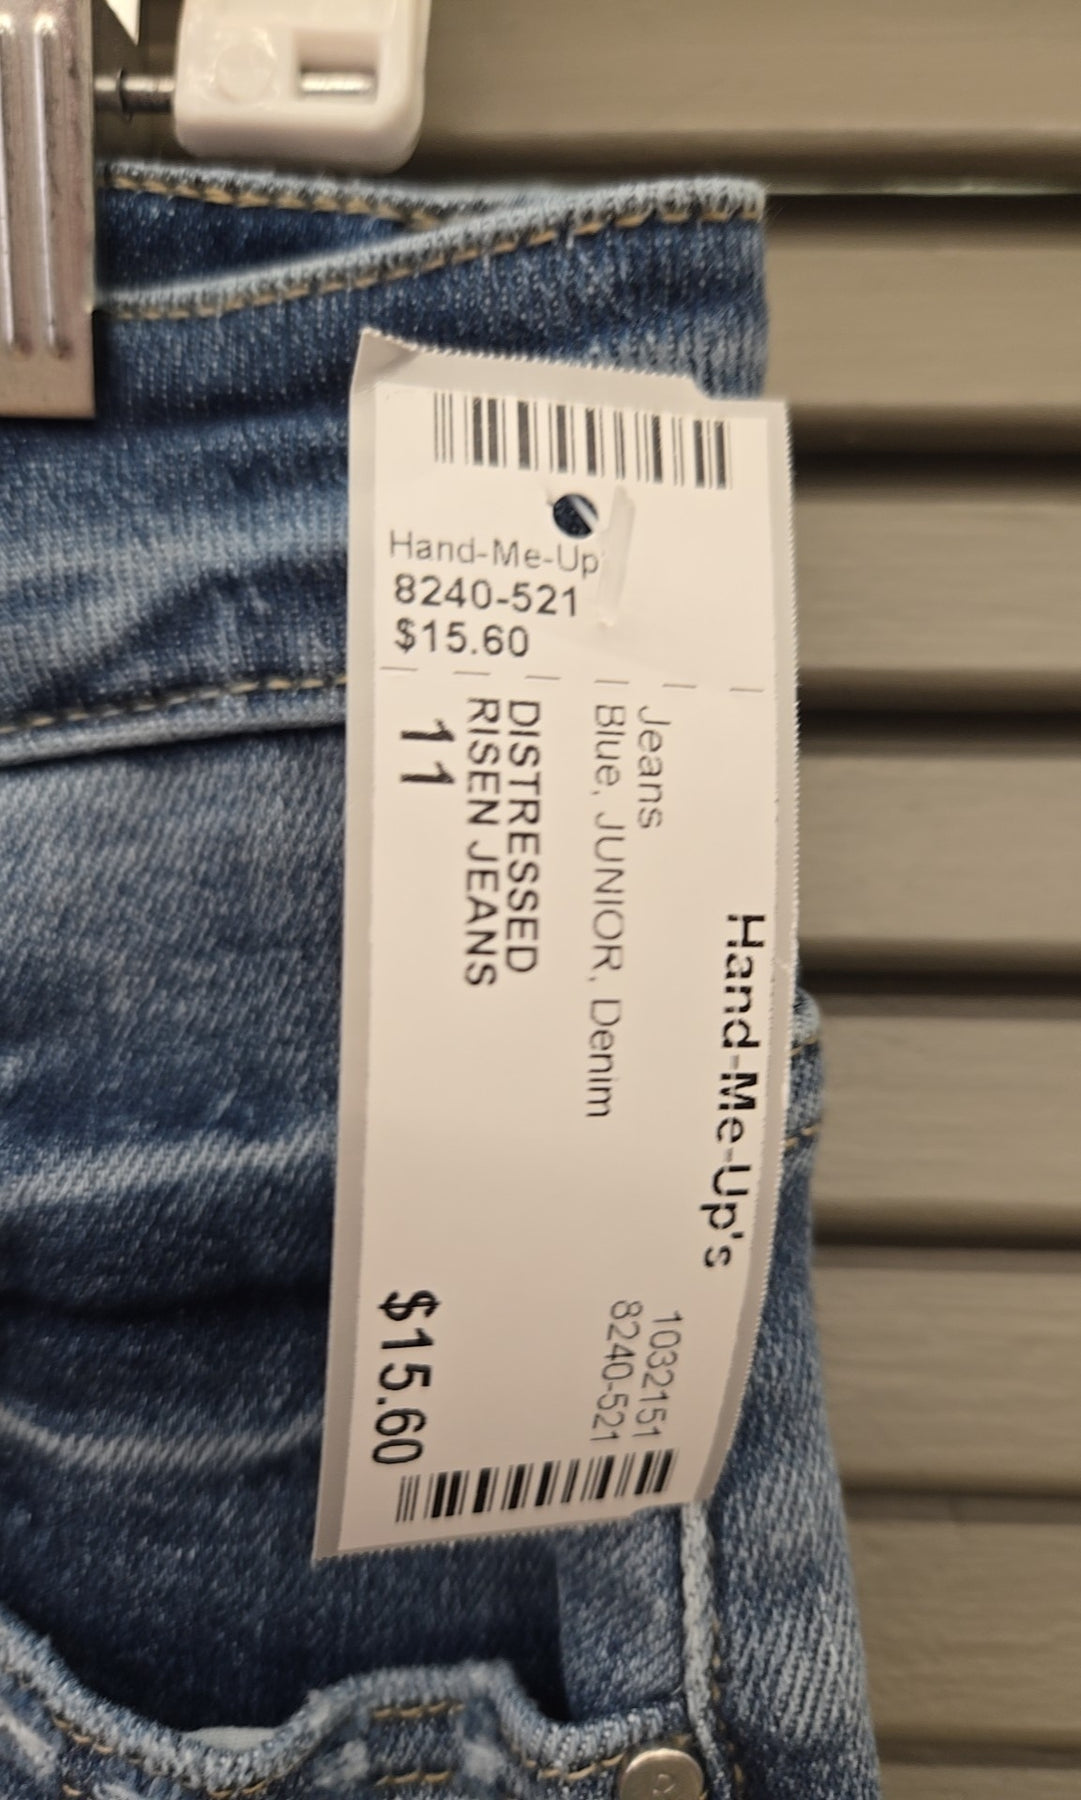 Hand-Me-Up
8240-521
$15.60
Hand-Me-Up's
Jeans
Blue, JUNIOR, Denim
1032151
8240-521
DISTRESSED
RISEN JEANS
11
$15.60